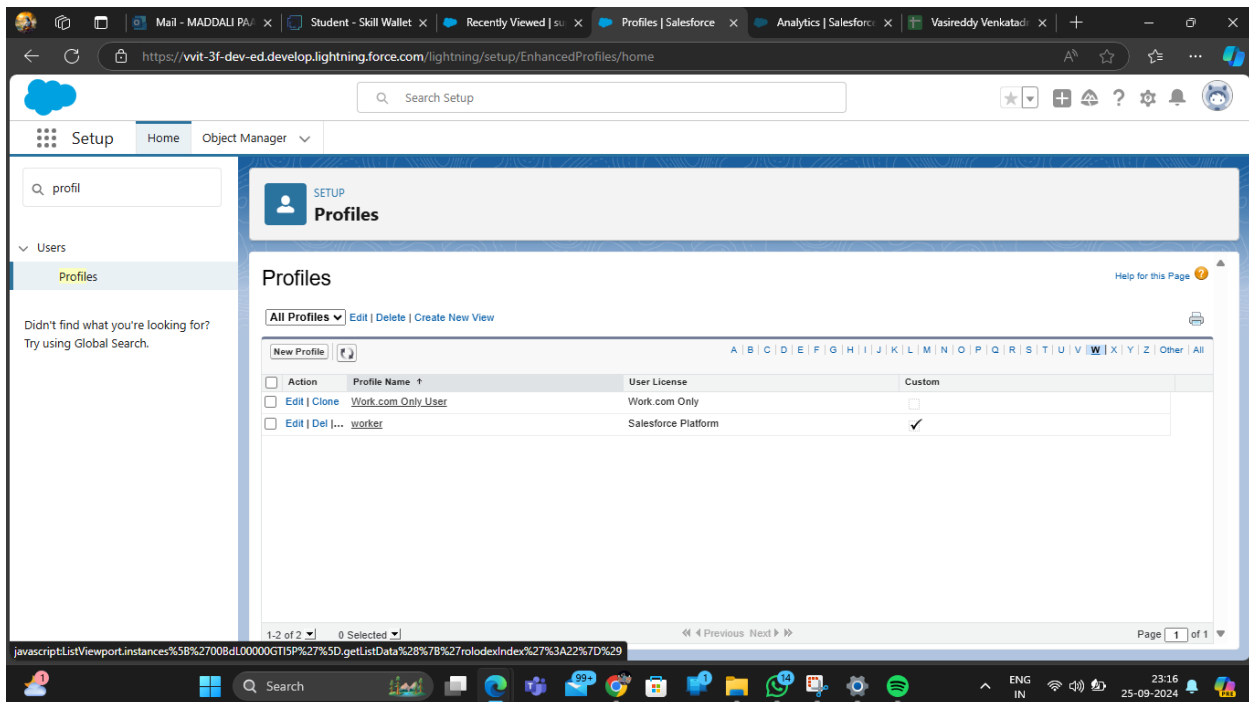 Mail - MADDALI PA
Student - Skill Wallet
Recently Viewed | su
Profiles | Salesforce
Analytics | Salesforce
Vasireddy Venkatadr
https://vvit-3f-dev-ed.develop.lightning.force.com/lightning/setup/EnhancedProfiles/home
Search Setup
Setup Home Object Manager
profil
SETUP
Profiles
Users
Profiles
Didn't find what you're looking for?
Try using Global Search.
Profiles
Help for this Page
All Profiles Edit | Delete | Create New View
New Profile A | B | C | D | E | F | G | H | I | J | K | L | M | N | O | P | Q | R | S | T | U | V | W | X | Y | Z | Other | All
Action Profile Name ↑ User License Custom
Edit | Clone Work.com Only User Work.com Only
Edit | Del |... worker Salesforce Platform ✓
1-2 of 2 0 Selected Previous Next Page 1 of 1
javascript:ListViewport.instances%5B%2700BdL00000GTI5P%27%5D.getListData%28%7B%27rolodexIndex%27%3A22%7D%29
1
Search
99+
1
14
ENG
IN
23:16
25-09-2024